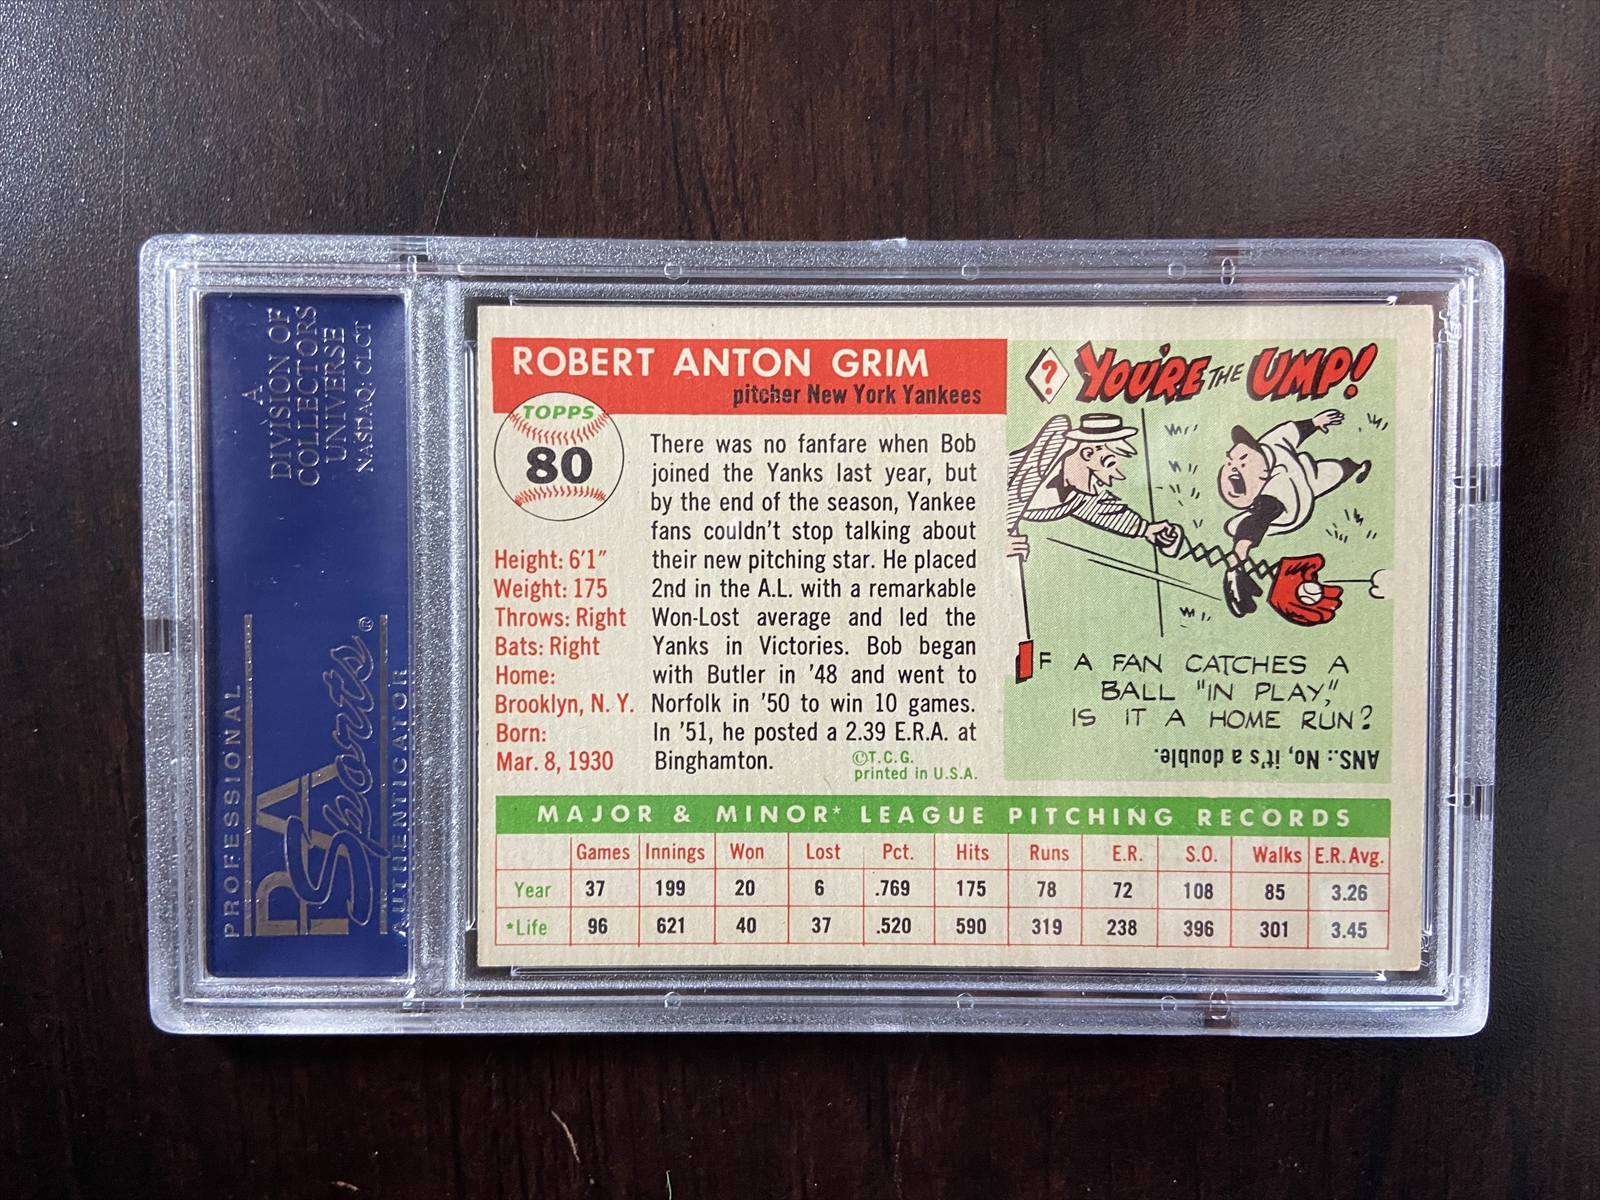 A
DIVISION OF
COLLECTORS
UNIVERSE
NASDAQ: CLCT
PROFESSIONAL
PSA
Sports®
AUTHENTICATOR
ROBERT ANTON GRIM
pitcher New York Yankees
TOPPS
80
Height: 6'1"
Weight: 175
Throws: Right
Bats: Right
Home:
Brooklyn, N. Y.
Born:
Mar. 8, 1930
There was no fanfare when Bob
joined the Yanks last year, but
by the end of the season, Yankee
fans couldn't stop talking about
their new pitching star. He placed
2nd in the A.L. with a remarkable
Won-Lost average and led the
Yanks in Victories. Bob began
with Butler in '48 and went to
Norfolk in '50 to win 10 games.
In '51, he posted a 2.39 E.R.A. at
Binghamton.
©T.C.G.
printed in U.S.A.
? YOU'RE THE UMP!
IF A FAN CATCHES A
BALL "IN PLAY,"
IS IT A HOME RUN?
ANS.: No, it's a double.
MAJOR & MINOR* LEAGUE PITCHING RECORDS
Games Innings Won Lost Pct. Hits Runs E.R. S.O. Walks E.R. Avg.
Year 37 199 20 6 .769 175 78 72 108 85 3.26
*Life 96 621 40 37 .520 590 319 238 396 301 3.45